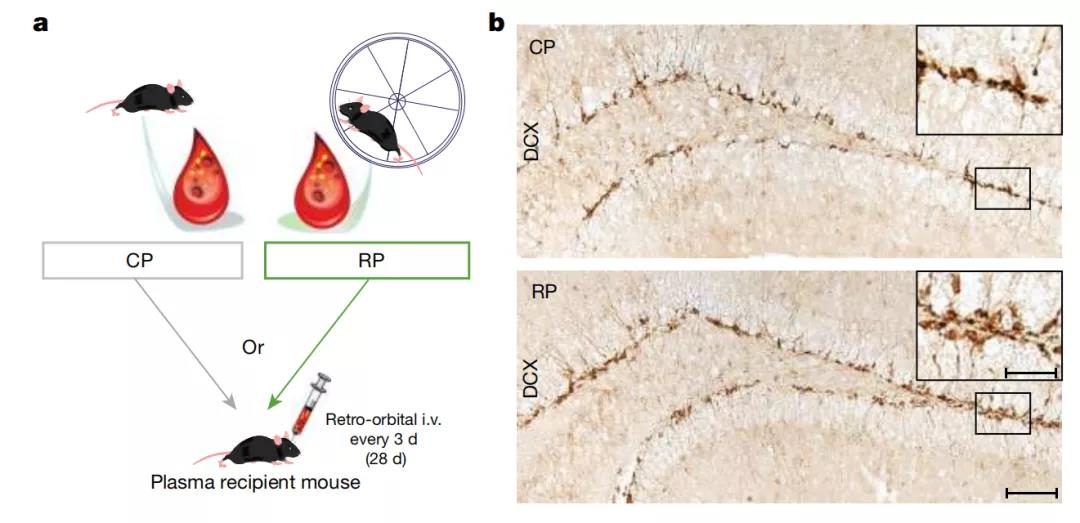 a
CP
RP
Or
Retro-orbital i.v.
every 3 d
(28 d)
Plasma recipient mouse
b
CP
DCX
RP
DCX